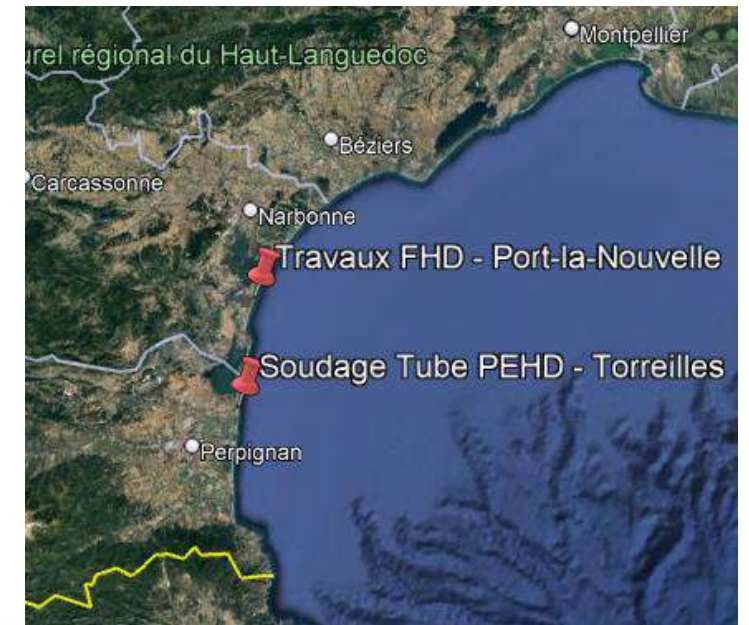 Montpellier
urel régional du Haut-Languedoc
Béziers
Carcassonne
Narbonne
Travaux FHD - Port-la-Nouvelle
Soudage Tube PEHD - Torreilles
Perpignan